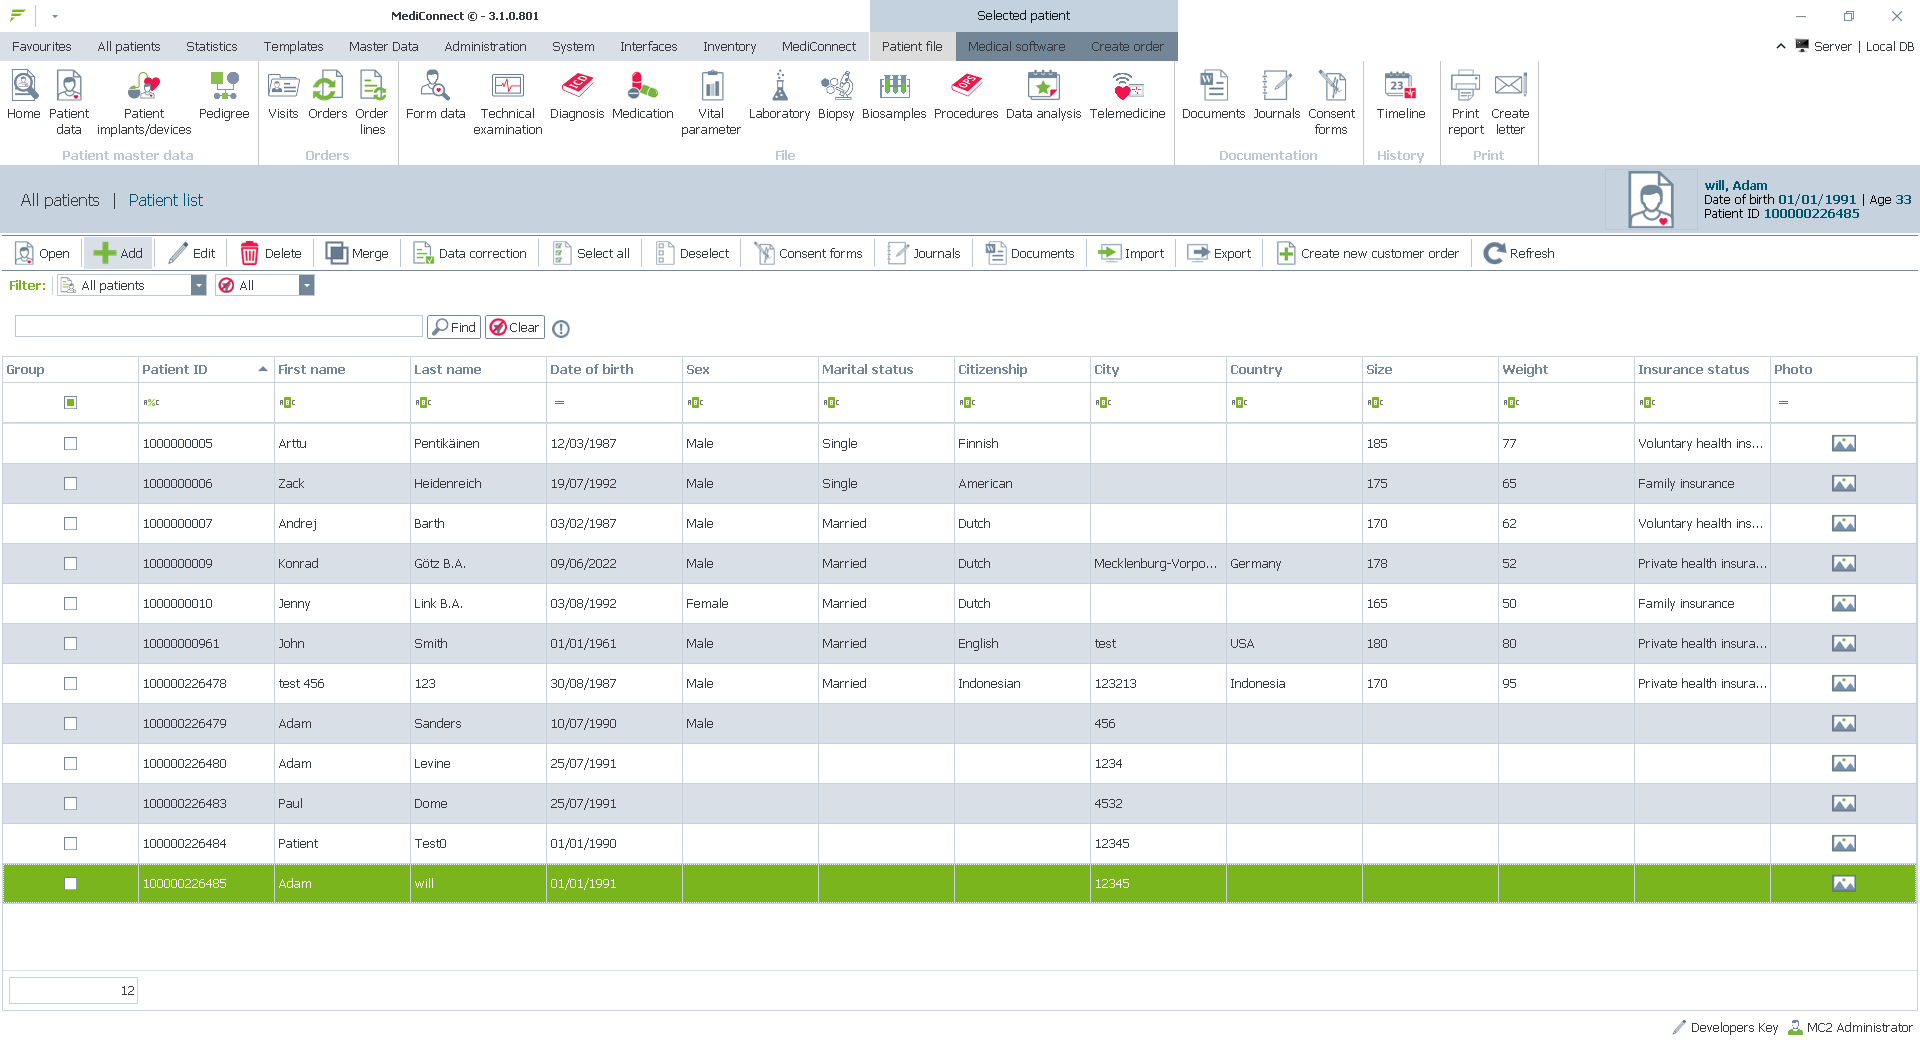 MediConnect © - 3.1.0.801
Selected patient
Favourites All patients Statistics Templates Master Data Administration System Interfaces Inventory MediConnect Patient file Medical software Create order Server | Local DB
Home Patient data Patient implants/devices Pedigree Visits Orders Order lines Form data Technical examination Diagnosis Medication Vital parameter Laboratory Biopsy Biosamples Procedures Data analysis Telemedicine Documents Journals Consent forms Timeline Print report Create letter
Patient master data Orders File Documentation History Print
All patients | Patient list
will, Adam
Date of birth 01/01/1991 | Age 33
Patient ID 100000226485
Open Add Edit Delete Merge Data correction Select all Deselect Consent forms Journals Documents Import Export Create new customer order Refresh
Filter: All patients All
Find Clear
Group Patient ID First name Last name Date of birth Sex Marital status Citizenship City Country Size Weight Insurance status Photo
1000000005 Arttu Pentikäinen 12/03/1987 Male Single Finnish 185 77 Voluntary health ins...
1000000006 Zack Heidenreich 19/07/1992 Male Single American 175 65 Family insurance
1000000007 Andrej Barth 03/02/1987 Male Married Dutch 170 62 Voluntary health ins...
1000000009 Konrad Götz B.A. 09/06/2022 Male Married Dutch Mecklenburg-Vorpo... Germany 178 52 Private health insura...
1000000010 Jenny Link B.A. 03/08/1992 Female Married Dutch 165 50 Family insurance
10000000961 John Smith 01/01/1961 Male Married English test USA 180 80 Private health insura...
100000226478 test 456 123 30/08/1987 Male Married Indonesian 123213 Indonesia 170 95 Private health insura...
100000226479 Adam Sanders 10/07/1990 Male 456
100000226480 Adam Levine 25/07/1991 1234
100000226483 Paul Dome 25/07/1991 4532
100000226484 Patient Test0 01/01/1990 12345
100000226485 Adam will 01/01/1991 12345
12
Developers Key MC2 Administrator